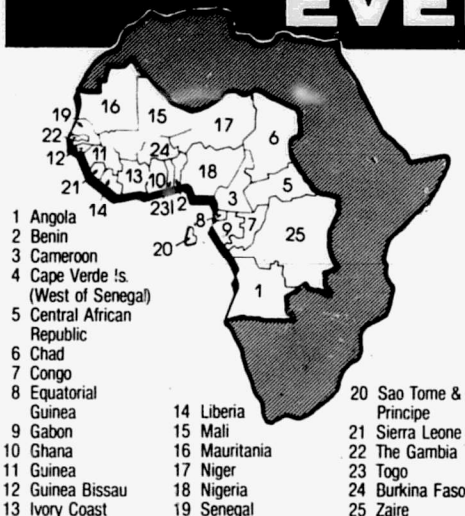 EVE
19
16
15
17
6
22
12
11
24
18
13
10
5
21
14
23
2
3
8
9
7
20
25
1
1 Angola
2 Benin
3 Cameroon
4 Cape Verde Is.
(West of Senegal)
5 Central African
Republic
6 Chad
7 Congo
8 Equatorial
Guinea
9 Gabon
10 Ghana
11 Guinea
12 Guinea Bissau
13 Ivory Coast
14 Liberia
15 Mali
16 Mauritania
17 Niger
18 Nigeria
19 Senegal
20 Sao Tome &
Principe
21 Sierra Leone
22 The Gambia
23 Togo
24 Burkina Faso
25 Zaire